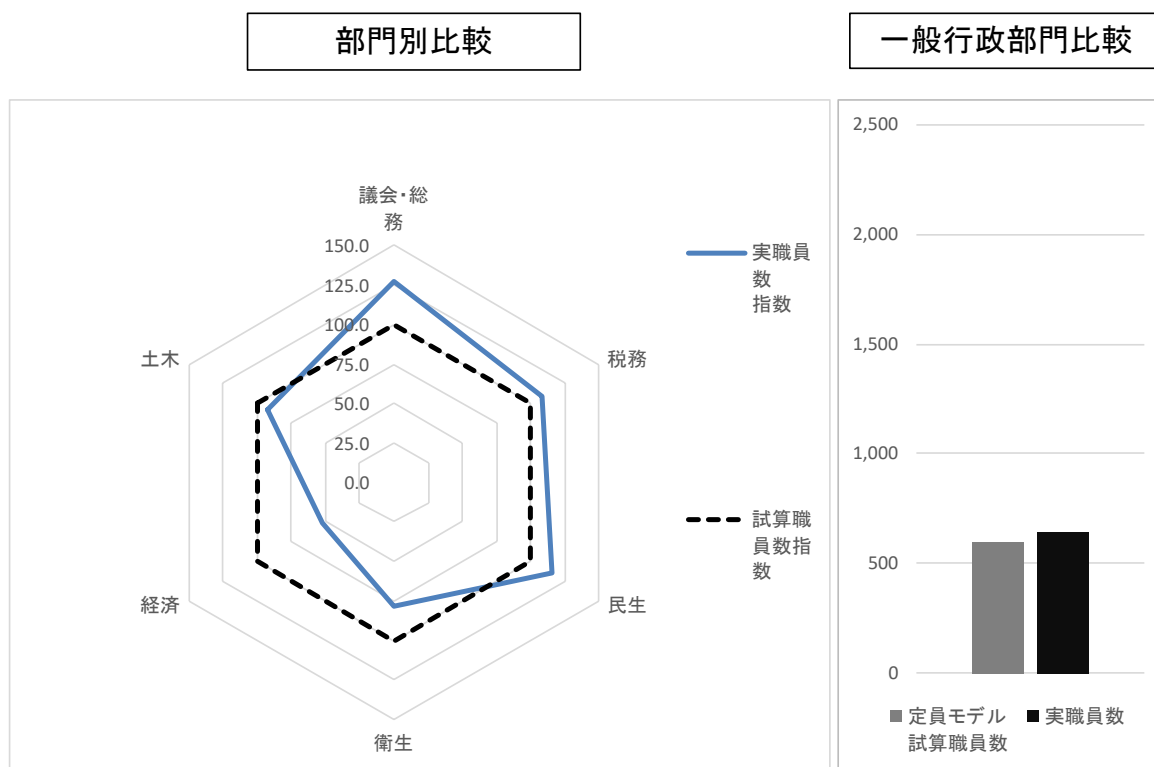 部門別比較
一般行政部門比較
議会・総
務
150.0
125.0
100.0
75.0
50.0
25.0
0.0
税務
民生
衛生
経済
土木
実職員
数
指数
試算職
員数指
数
2,500
2,000
1,500
1,000
500
0
定員モデル
試算職員数
実職員数